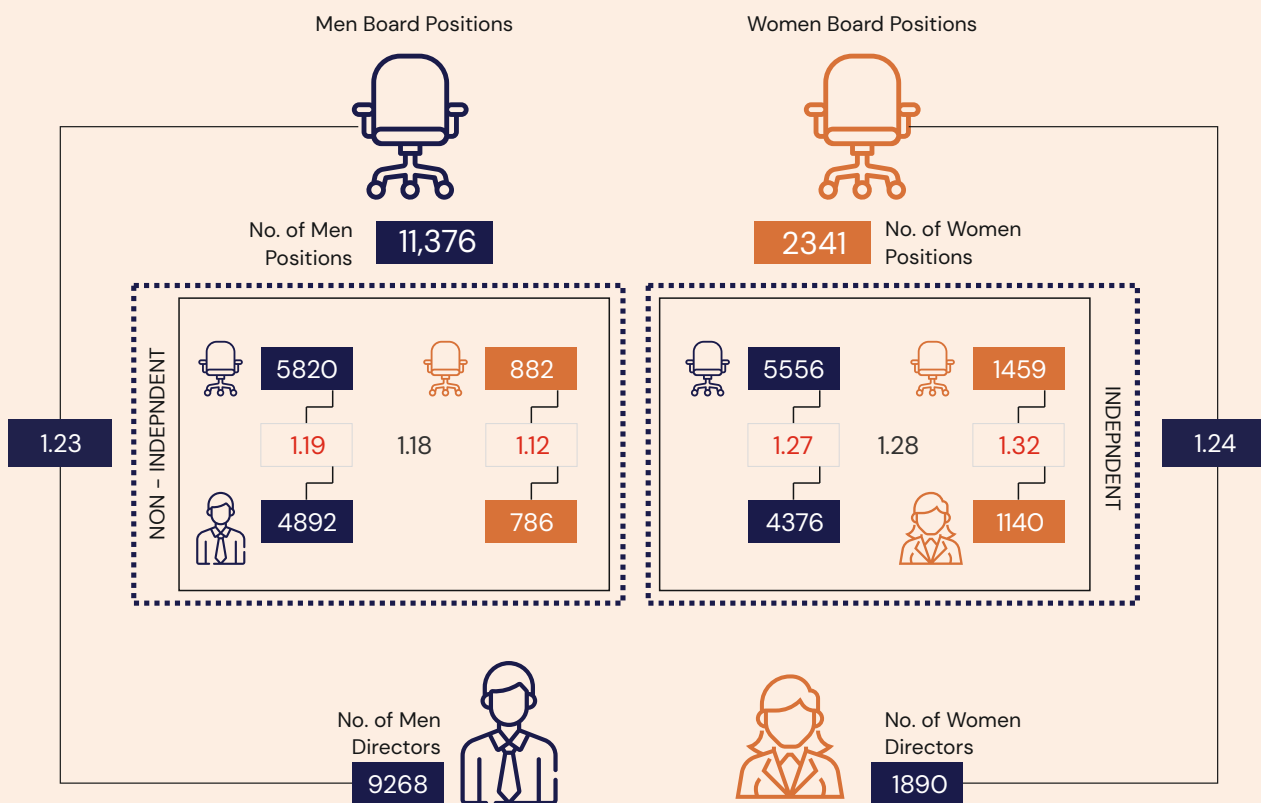 Men Board Positions
Women Board Positions
No. of Men
Positions
11,376
2341
No. of Women
Positions
NON - INDEPNDENT
5820
882
1.19
1.18
1.12
4892
786
5556
1459
1.27
1.28
1.32
4376
1140
INDEPNDENT
1.23
1.24
No. of Men
Directors
9268
No. of Women
Directors
1890